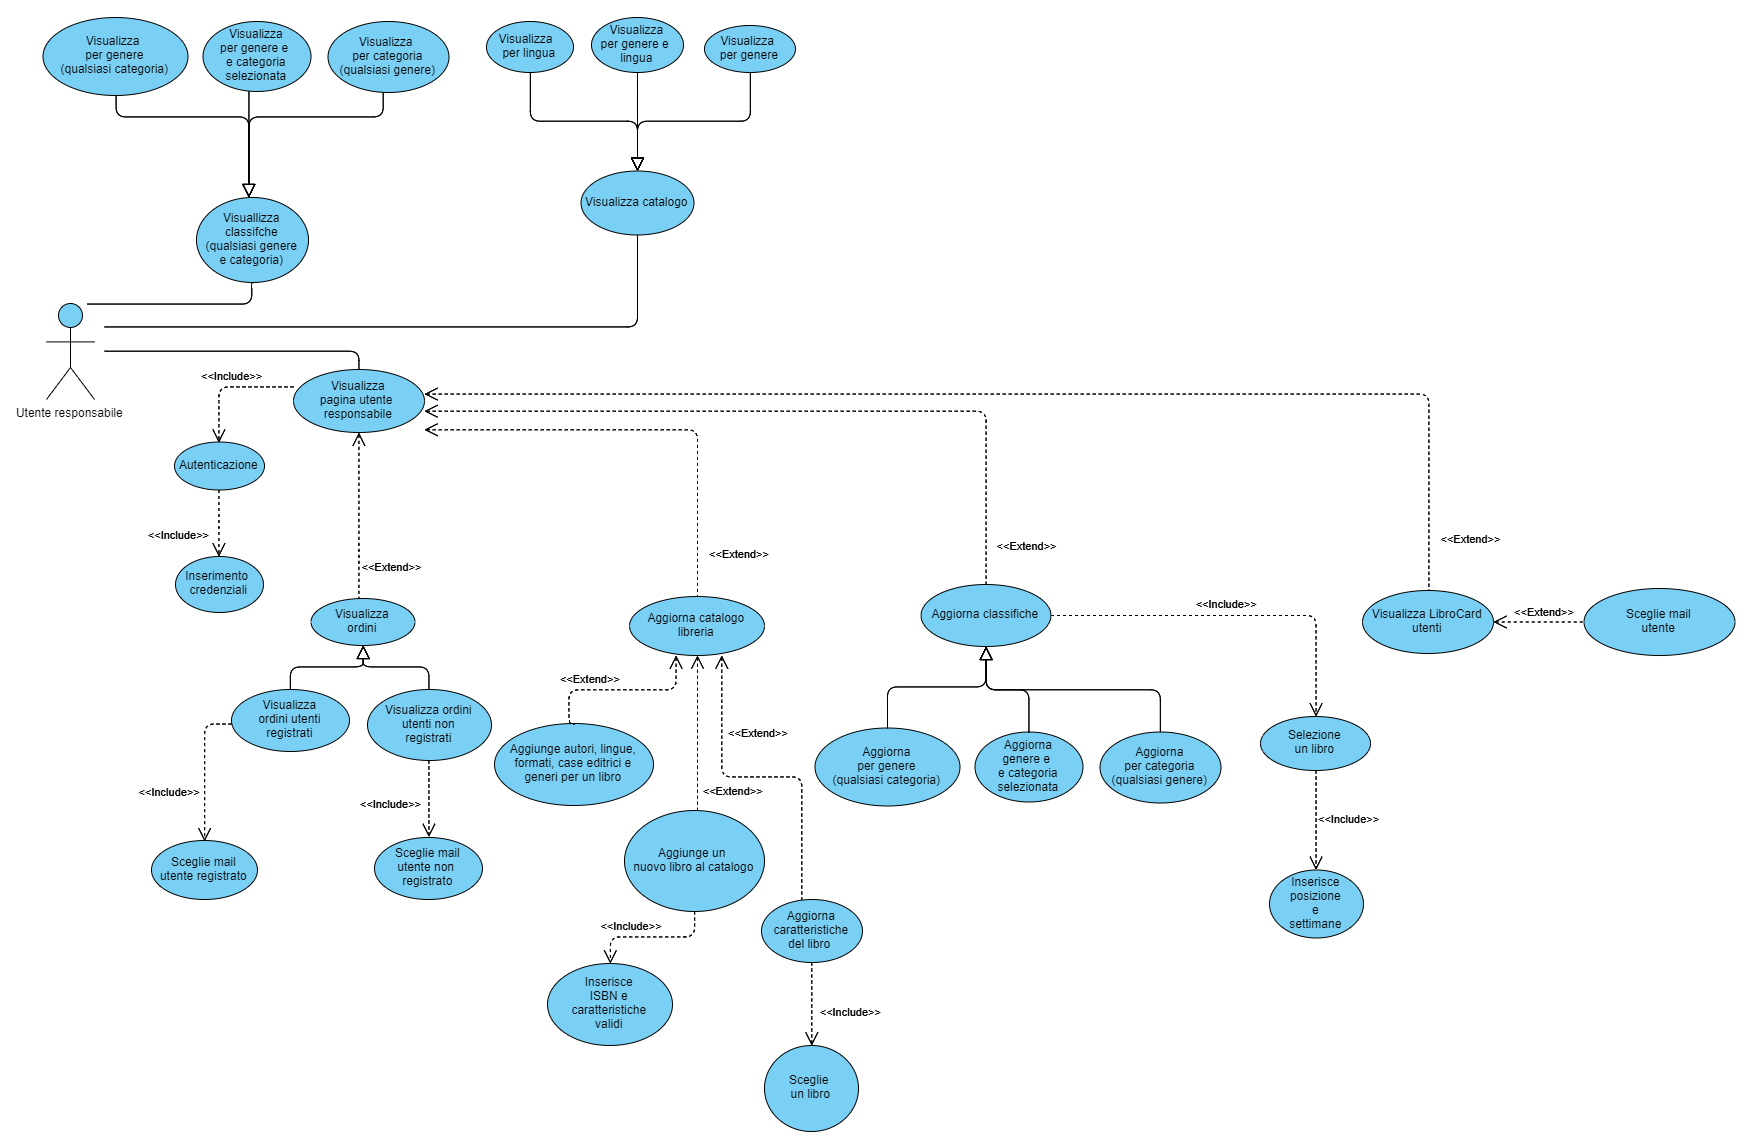 Visualizza
per genere
(qualsiasi categoria)
Visualizza
per genere e
e categoria
selezionata
Visualizza
per categoria
(qualsiasi genere)
Visualizza
per lingua
Visualizza
per genere e
lingua
Visualizza
per genere
Visuallizza
classifche
(qualsiasi genere
e categoria)
Visualizza catalogo
Utente responsabile
<<Include>>
Visualizza
pagina utente
responsabile
Autenticazione
<<Include>>
Inserimento
credenziali
<<Extend>>
<<Extend>>
<<Extend>>
<<Extend>>
Visualizza
ordini
Aggiorna catalogo
libreria
Aggiorna classifiche
<<Include>>
Visualizza LibroCard
utenti
<<Extend>>
Sceglie mail
utente
Visualizza
ordini utenti
registrati
Visualizza ordini
utenti non
registrati
<<Extend>>
Aggiunge autori, lingue,
formati, case editrici e
generi per un libro
<<Extend>>
<<Extend>>
Aggiorna
per genere
(qualsiasi categoria)
Aggiorna
genere e
e categoria
selezionata
Aggiorna
per categoria
(qualsiasi genere)
Selezione
un libro
<<Include>>
<<Include>>
<<Include>>
Sceglie mail
utente registrato
Sceglie mail
utente non
registrato
Aggiunge un
nuovo libro al catalogo
Inserisce
posizione
e
settimane
<<Include>>
Aggiorna
caratteristiche
del libro
Inserisce
ISBN e
caratteristiche
validi
<<Include>>
Sceglie
un libro